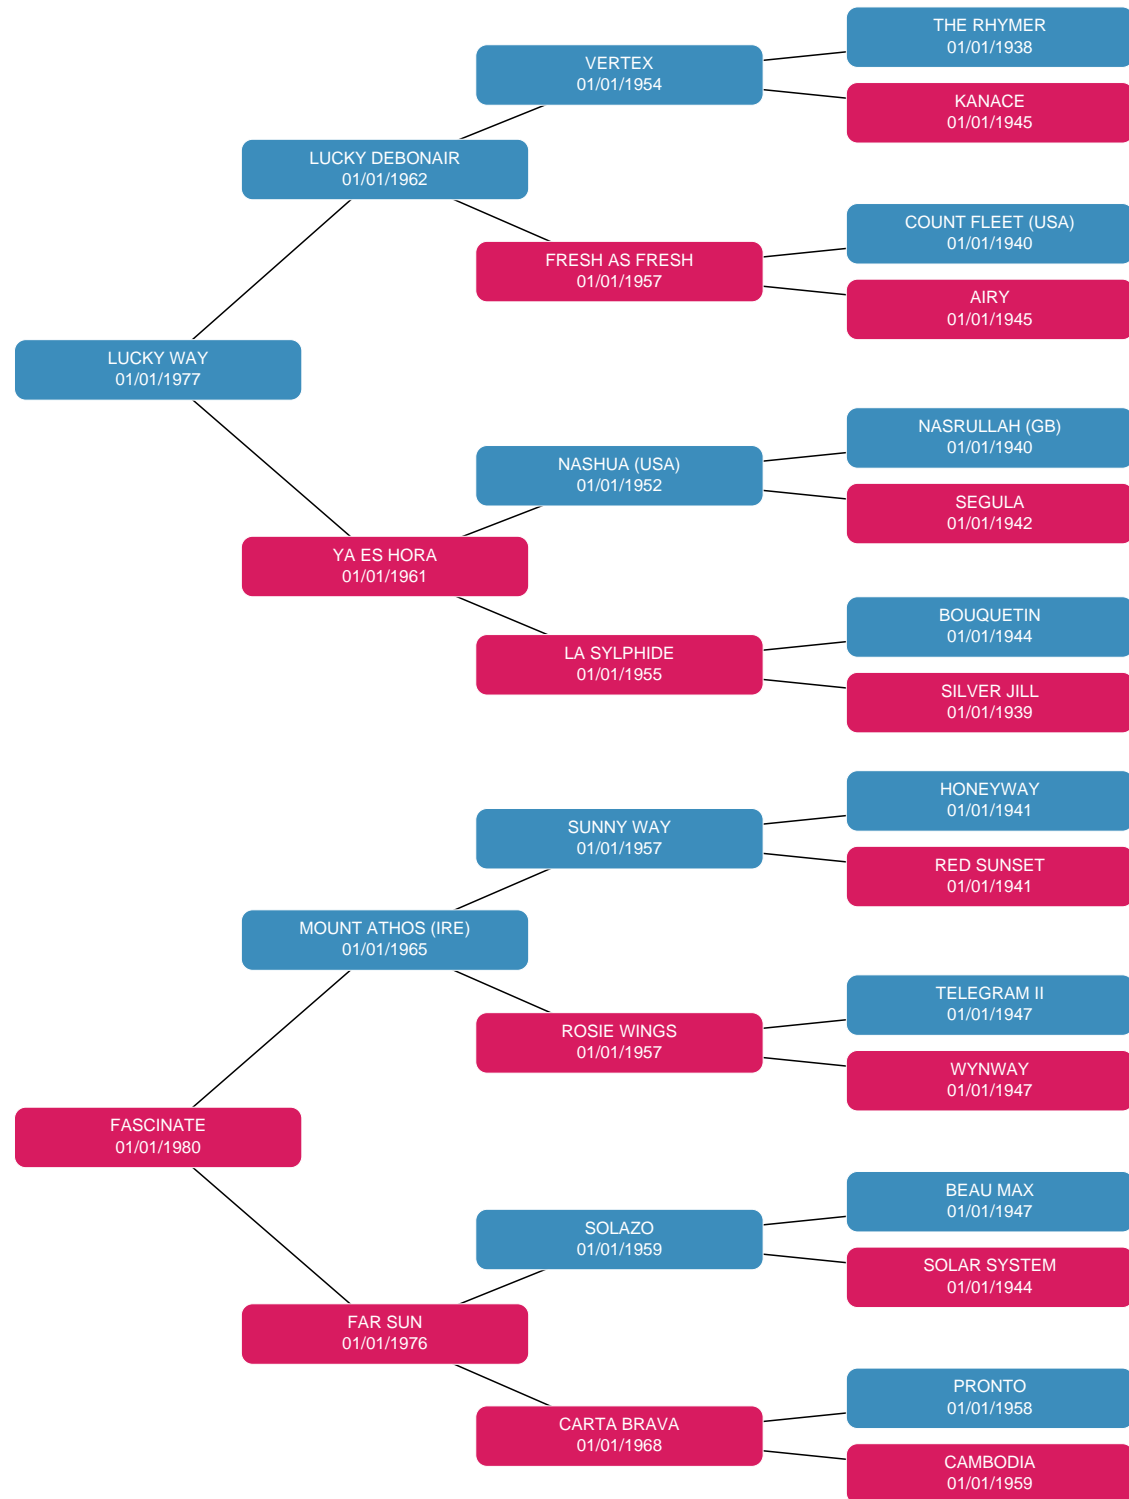 THE RHYMER
01/01/1938
VERTEX
01/01/1954
KANACE
01/01/1945
LUCKY DEBONAIR
01/01/1962
COUNT FLEET (USA)
01/01/1940
FRESH AS FRESH
01/01/1957
AIRY
01/01/1945
LUCKY WAY
01/01/1977
NASRULLAH (GB)
01/01/1940
NASHUA (USA)
01/01/1952
SEGULA
01/01/1942
YA ES HORA
01/01/1961
BOUQUETIN
01/01/1944
LA SYLPHIDE
01/01/1955
SILVER JILL
01/01/1939
HONEYWAY
01/01/1941
SUNNY WAY
01/01/1957
RED SUNSET
01/01/1941
MOUNT ATHOS (IRE)
01/01/1965
TELEGRAM II
01/01/1947
ROSIE WINGS
01/01/1957
WYNWAY
01/01/1947
FASCINATE
01/01/1980
BEAU MAX
01/01/1947
SOLAZO
01/01/1959
SOLAR SYSTEM
01/01/1944
FAR SUN
01/01/1976
PRONTO
01/01/1958
CARTA BRAVA
01/01/1968
CAMBODIA
01/01/1959